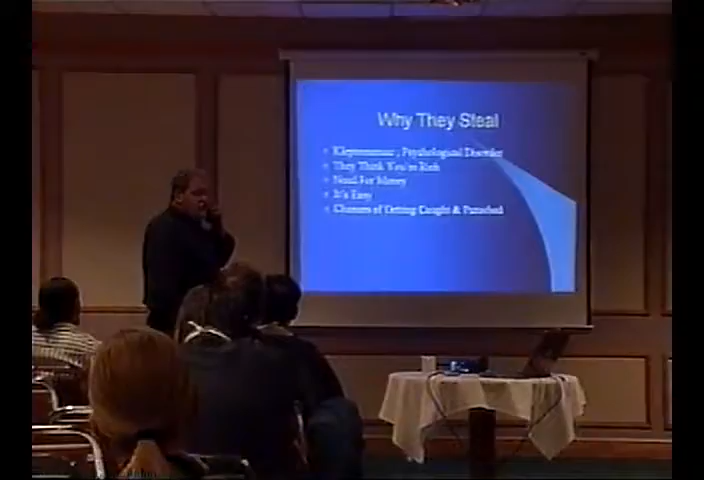 Why They Steal
Kleptomaniac ; Psychological Disorder
They Think You're Rich
Need For Money
It's Easy
Chances of Getting Caught & Punished